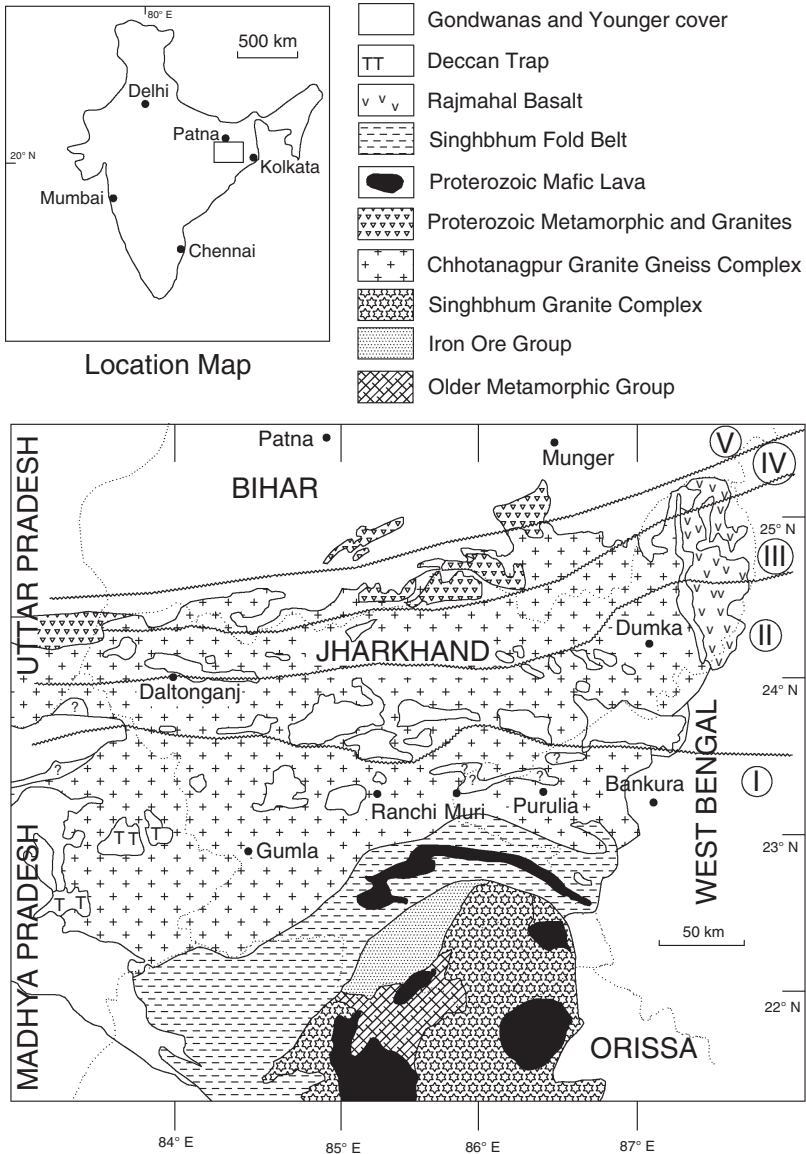 80° E
500 km
Delhi
Patna
20° N
Kolkata
Mumbai
Chennai
Location Map
Gondwanas and Younger cover
TT Deccan Trap
v v v Rajmahal Basalt
Singhbhum Fold Belt
Proterozoic Mafic Lava
Proterozoic Metamorphic and Granites
Chhotanagpur Granite Gneiss Complex
Singhbhum Granite Complex
Iron Ore Group
Older Metamorphic Group
Patna
Munger
V
IV
BIHAR
UTTAR PRADESH
25° N
III
Dumka
II
JHARKHAND
Daltonganj
24° N
?
WEST BENGAL
?
?
?
Bankura
I
Ranchi Muri Purulia
T T T
Gumla
23° N
MADHYA PRADESH
T T
50 km
22° N
ORISSA
84° E
85° E
86° E
87° E